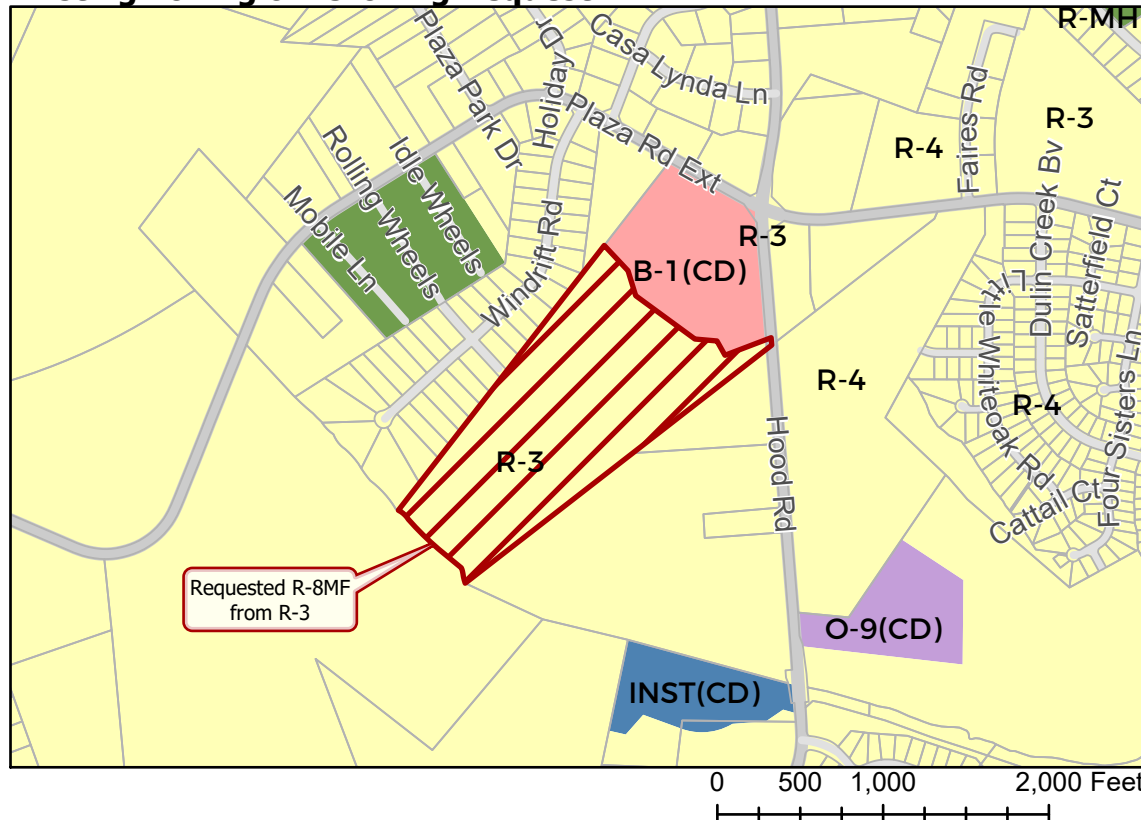 R-MH
Plaza Park Dr
Holiday Dr
Casa Lynda Ln
Plaza Rd Ext
Faires Rd
R-3
R-4
Dulin Creek Bv
Satterfield Ct
Idle Wheels
Rolling Wheels
Mobile Ln
Windrift Rd
R-3
B-1(CD)
Little Whiteoak Rd
R-4
R-4
Four Sisters Ln
Hood Rd
R-3
Cattail Ct
Requested R-8MF
from R-3
O-9(CD)
INST(CD)
0 500 1,000 2,000 Feet